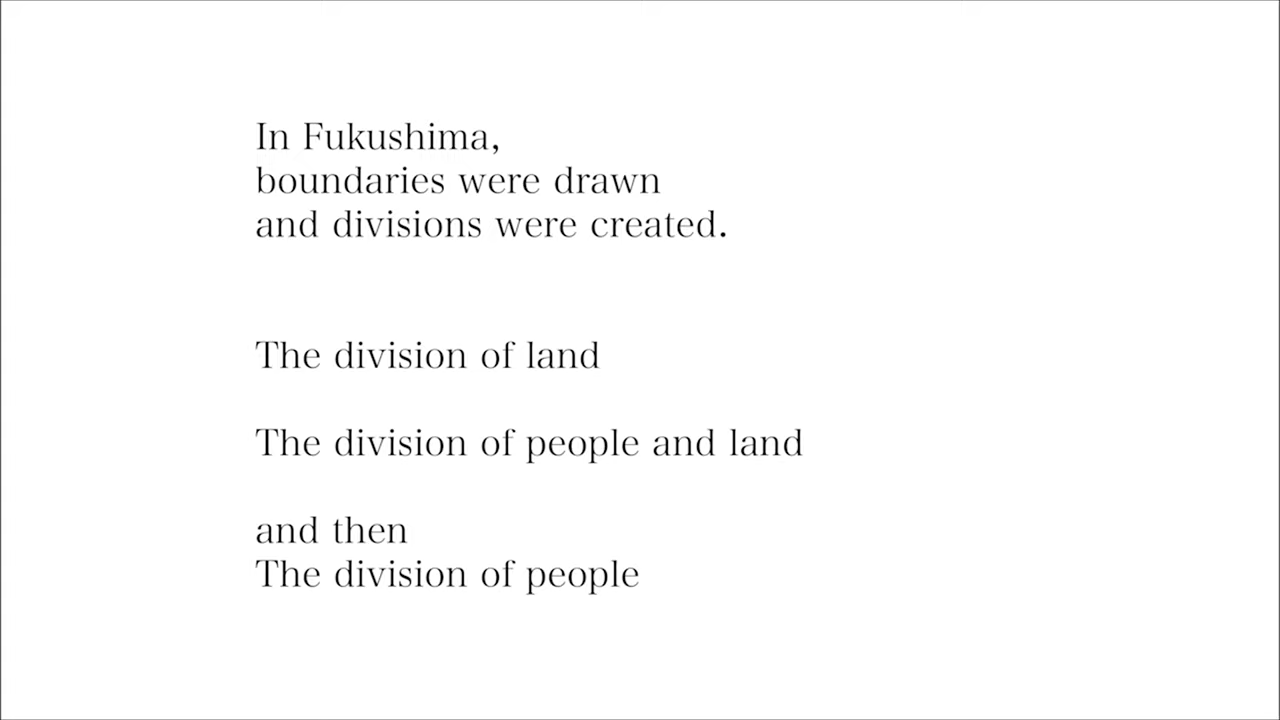 In Fukushima,
boundaries were drawn
and divisions were created.
The division of land
The division of people and land
and then
The division of people